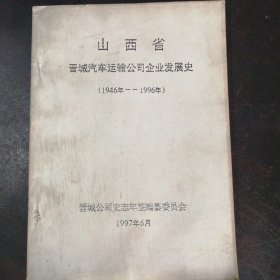 山西省
晋城汽车运输公司企业发展史
(1946年——1996年)
晋城公司史志年鉴编纂委员会
1997年6月